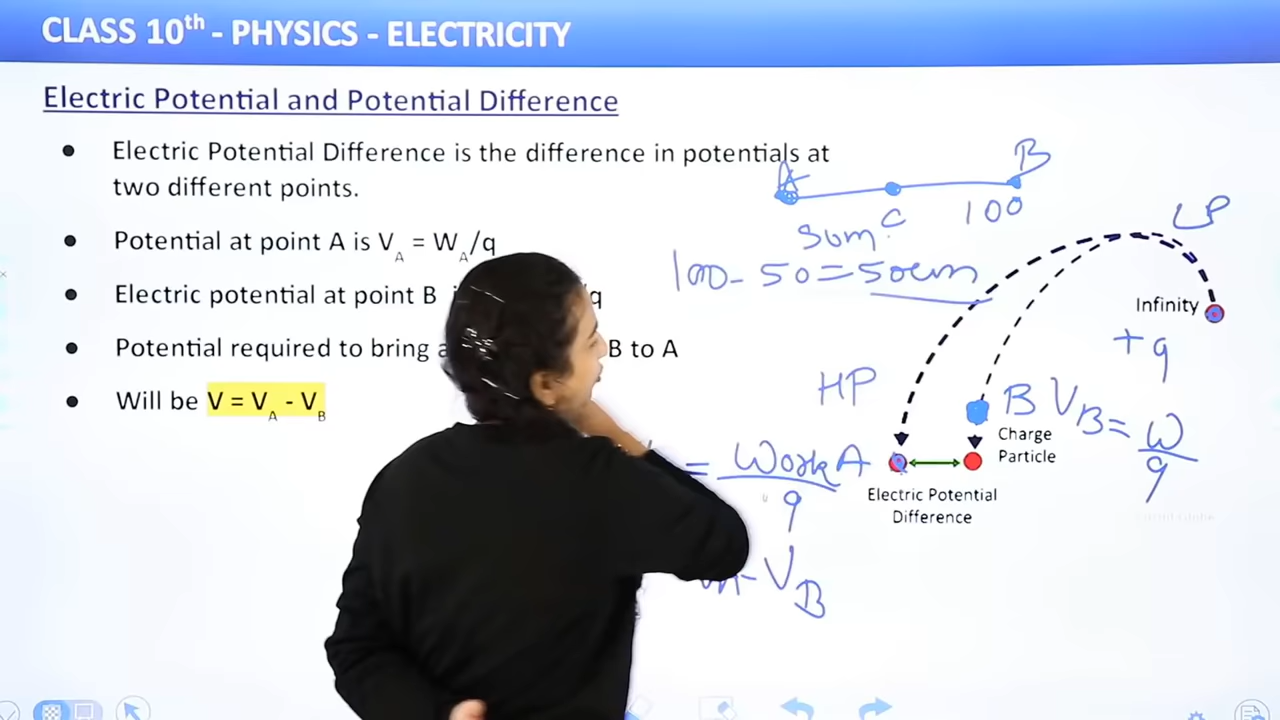 CLASS 10th - PHYSICS - ELECTRICITY
Electric Potential and Potential Difference
• Electric Potential Difference is the difference in potentials at
two different points.
• Potential at point A is VA = WA/q
• Electric potential at point B q
• Potential required to bring B to A
• Will be V = VA - VB
A B
C
50m 100
100 - 50 = 50cm
LP
Infinity
+q
HP
B VB = W/q
Charge
Particle
= Work A/q
Electric Potential
Difference
- VB